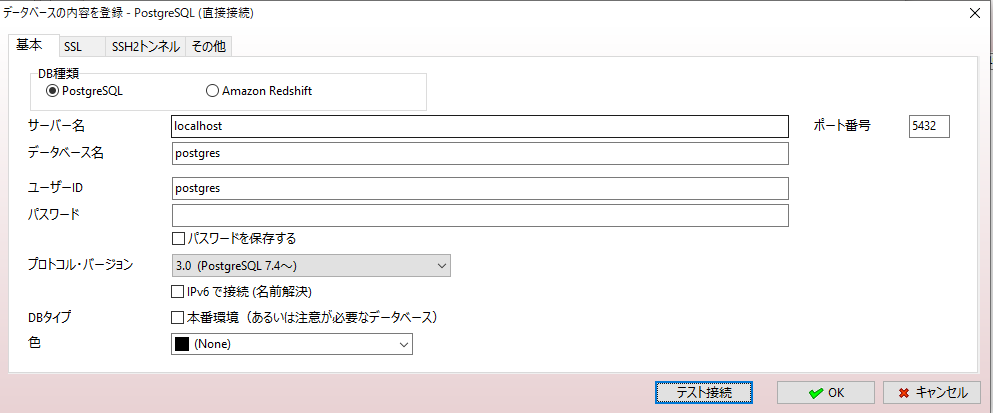 データベースの内容を登録 - PostgreSQL (直接接続)
基本 SSL SSH2トンネル その他
DB種類
PostgreSQL Amazon Redshift
サーバー名 localhost ポート番号 5432
データベース名 postgres
ユーザーID postgres
パスワード
パスワードを保存する
プロトコル・バージョン 3.0 (PostgreSQL 7.4～)
IPv6 で接続 (名前解決)
DBタイプ 本番環境（あるいは注意が必要なデータベース）
色 (None)
テスト接続 OK キャンセル